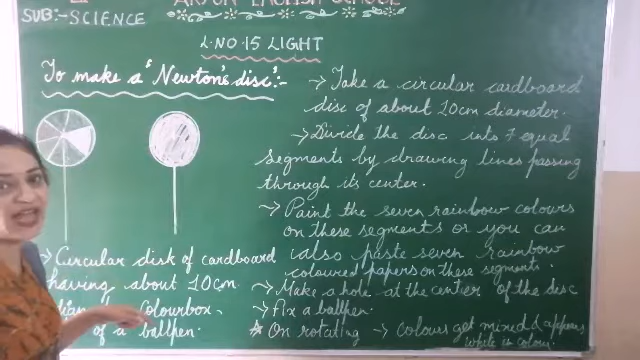 ENGLISH SCHOOL
SUB:-SCIENCE
L.NO.15 LIGHT
To make a "Newton's disc":-
→ Take a circular cardboard
disc of about 10cm diameter.
→ Divide the disc into 7 equal
segments by drawing lines passing
through its center.
→ Paint the seven rainbow colours
on these segments or you can
also paste seven rainbow
coloured papers on these segments.
→ Make a hole at the center of the disc
→ fix a ballpen.
* On rotating → colours get mixed & appears
white in colour.
→ Circular disk of cardboard
having about 10cm
Colourbox,
of a ballpen.